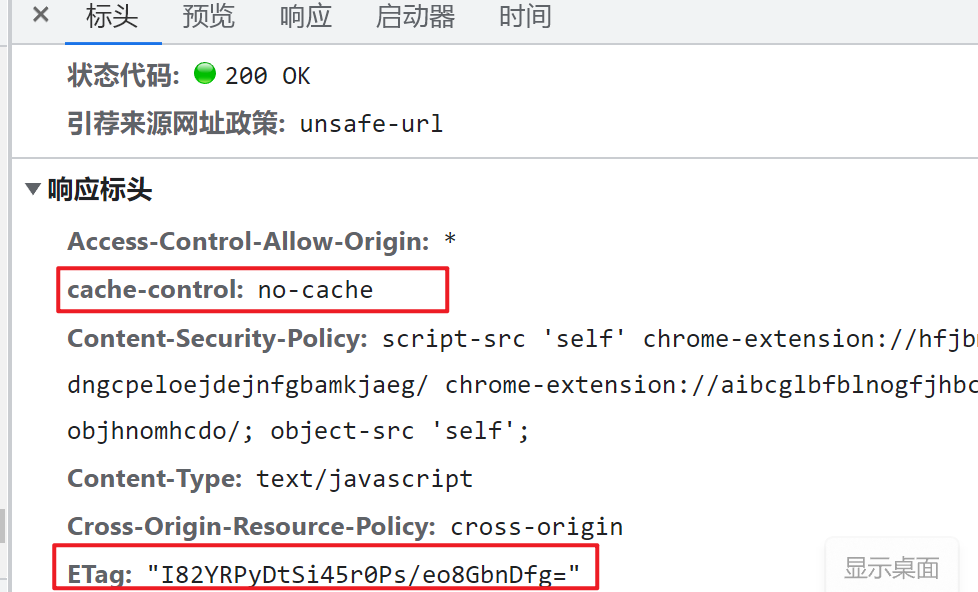 × 标头 预览 响应 启动器 时间
状态代码: 200 OK
引荐来源网址政策: unsafe-url
响应标头
Access-Control-Allow-Origin: *
cache-control: no-cache
Content-Security-Policy: script-src 'self' chrome-extension://hfjbn
dngcpeloejdejnfgbamkjaeg/ chrome-extension://aibcglbfblnogfjhbc
objhnomhcdo/; object-src 'self';
Content-Type: text/javascript
Cross-Origin-Resource-Policy: cross-origin
ETag: "I82YRPyDtSi45r0Ps/eo8GbnDfg="
显示桌面